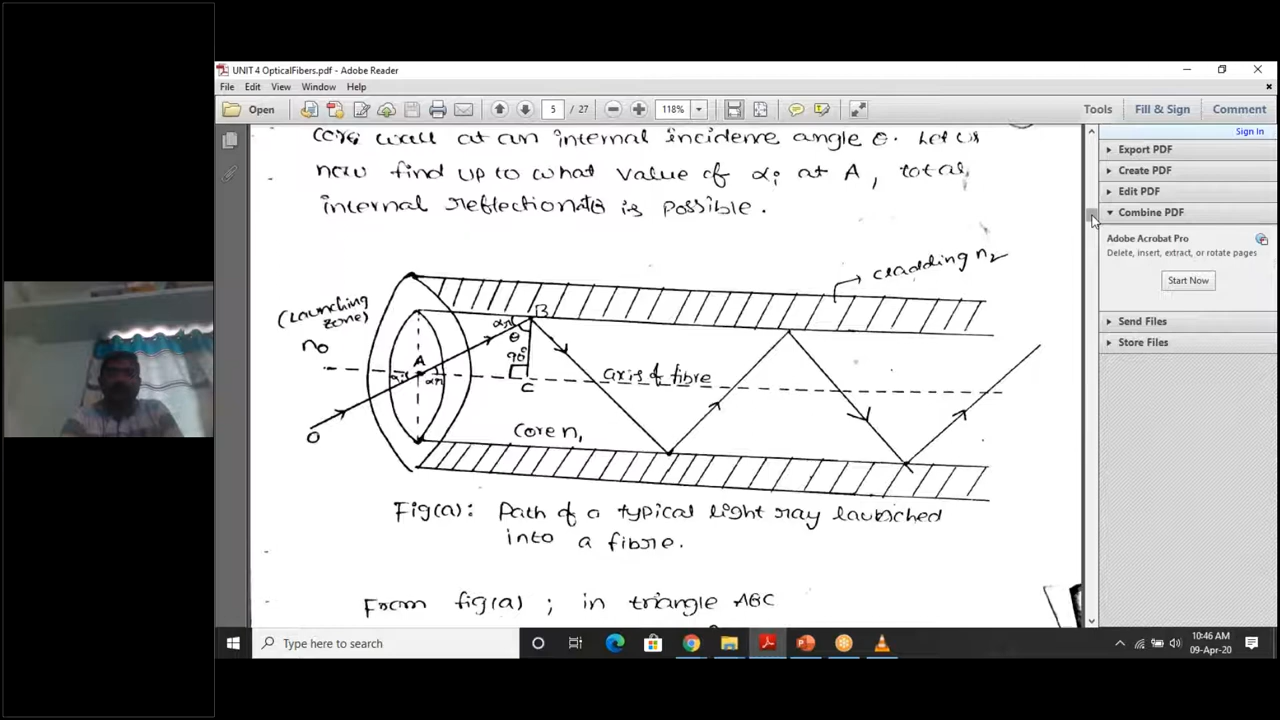 UNIT 4 OpticalFibers.pdf - Adobe Reader
File Edit View Window Help
Open 5 / 27 118% Tools Fill & Sign Comment
Sign In
Export PDF
Create PDF
Edit PDF
Combine PDF
Adobe Acrobat Pro
Delete, insert, extract, or rotate pages
Start Now
Send Files
Store Files
core wall at an internal incidence angle θ. Let us
now find up to what value of αi at A, total
internal reflection is possible.
cladding n2
(Launching
zone)
n0
B
αr
θ
90°
A
αi
αr
C
axis of fibre
O
core n1
Fig(a): Path of a typical light ray launched
into a fibre.
From fig(a) ; in triangle ABC
Type here to search
10:46 AM
09-Apr-20